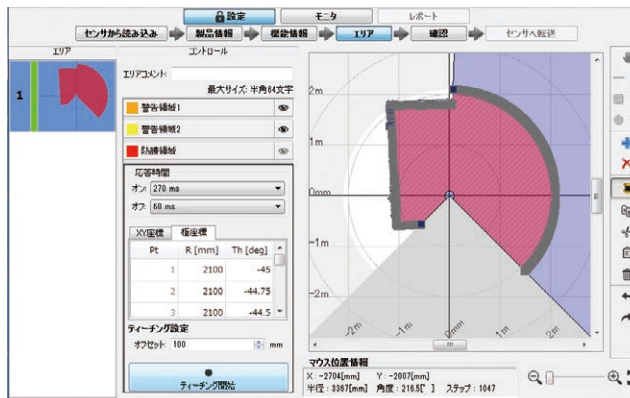 設定 モニタ レポート
センサから読み込み 製品情報 機能情報 エリア 確認 センサへ転送
エリア
1
コントロール
エリアコメント:
最大サイズ: 半角64文字
警告領域1
警告領域2
防護領域
応答時間
オン: 270 ms
オフ: 60 ms
XY座標 極座標
Pt R [mm] Th [deg]
1 2100 -45
2 2100 -44.75
3 2100 -44.5
ティーチング設定
オフセット 100 mm
ティーチング開始
2m
1m
0mm
-1m
-2m
-2m -1m 0mm 1m 2m
m
m
マウス位置情報
X : -2704[mm] Y : -2007[mm]
半径 : 3367[mm] 角度 : 216.5[° ] ステップ : 1047